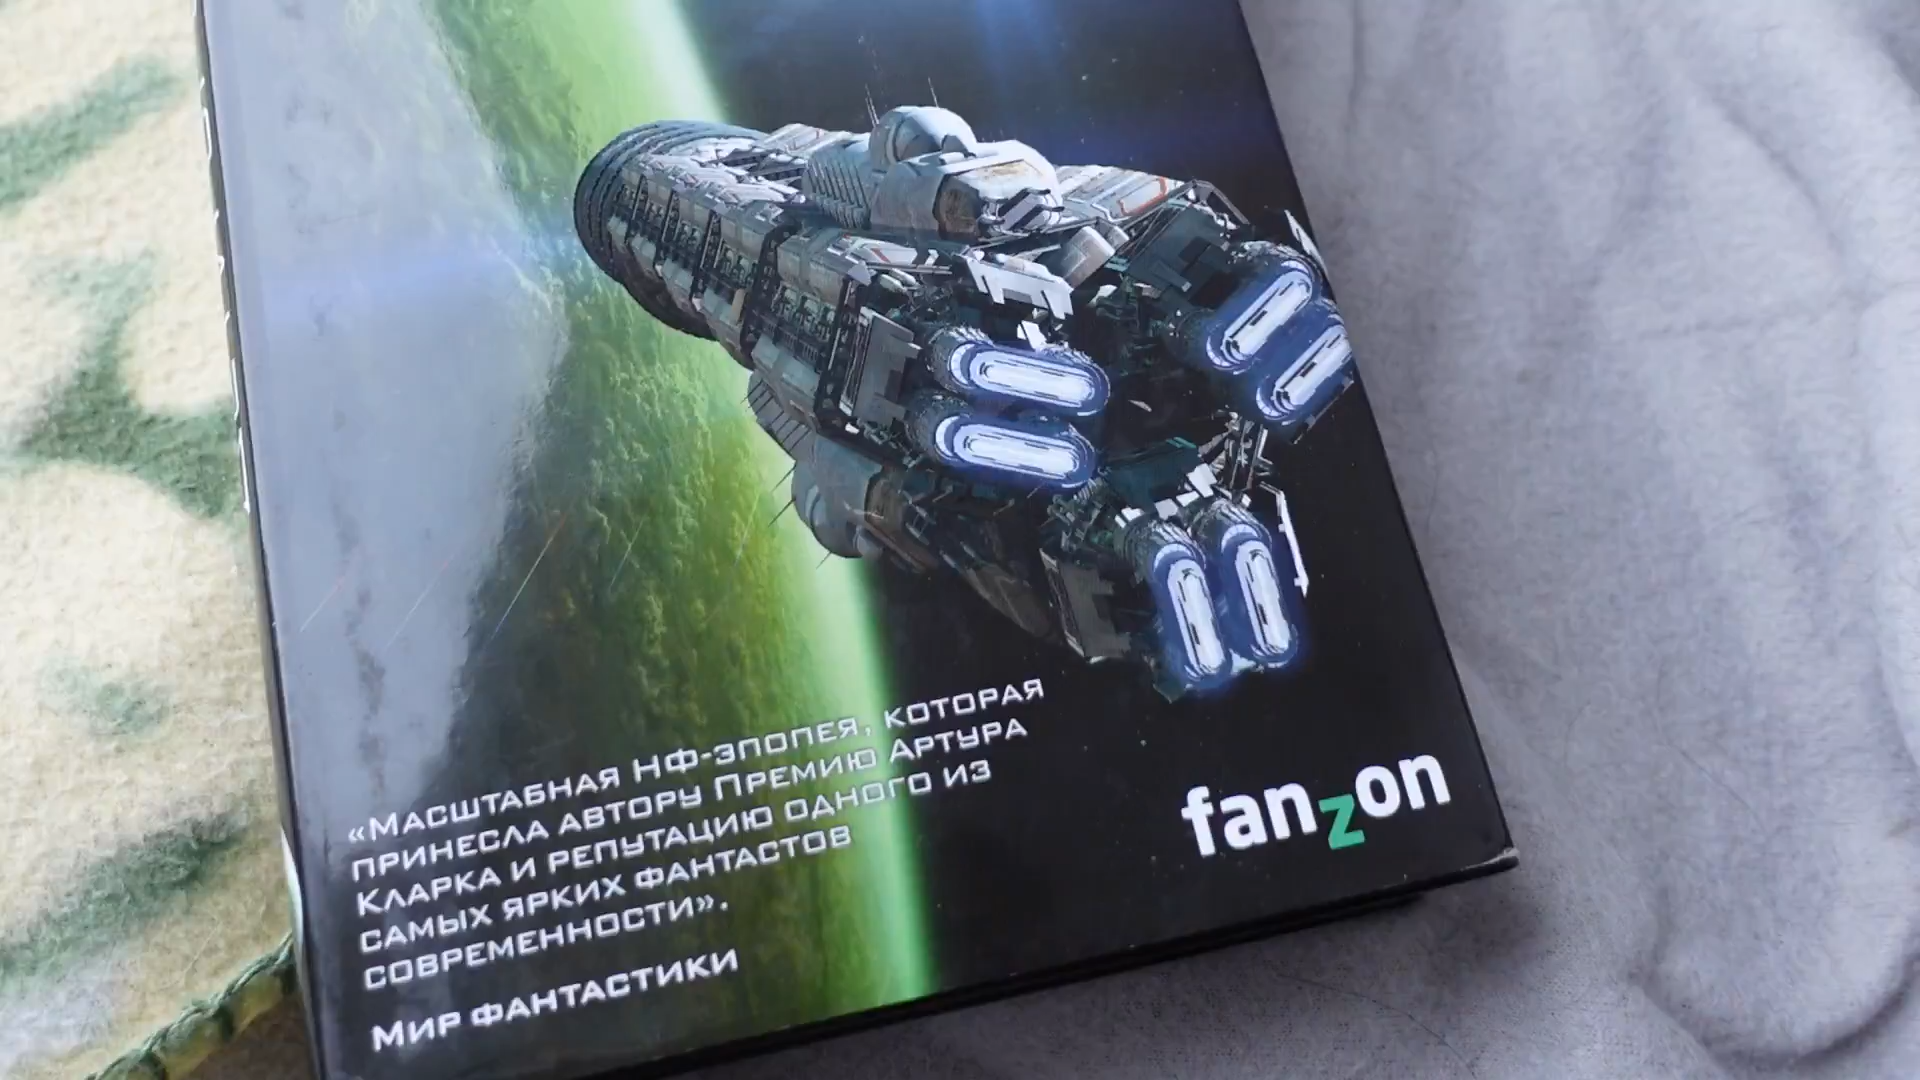 «Масштабная НФ-эпопея, которая
принесла автору Премию Артура
Кларка и репутацию одного из
самых ярких фантастов
современности».
Мир фантастики
fanzon